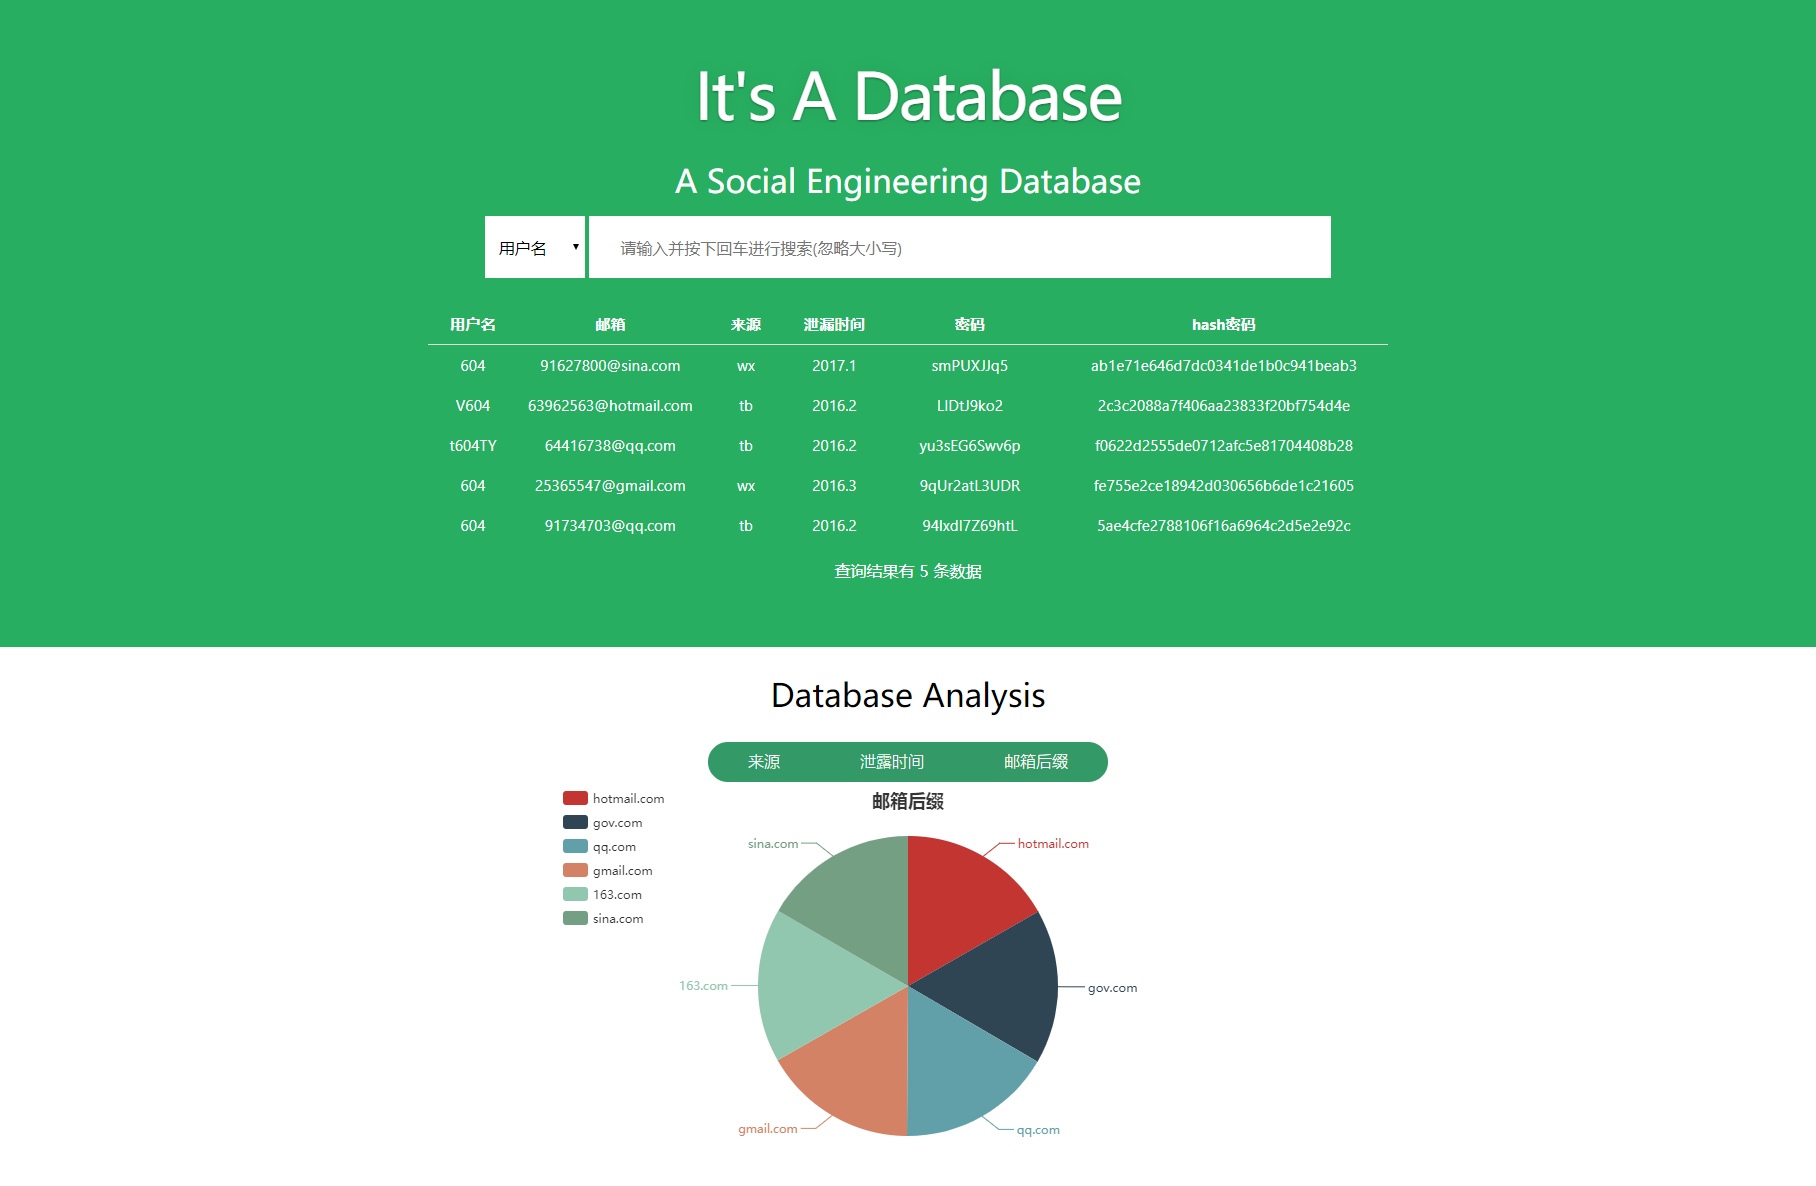 It's A Database
A Social Engineering Database
用户名 请输入并按下回车进行搜索(忽略大小写)
用户名 邮箱 来源 泄漏时间 密码 hash密码
604 91627800@sina.com wx 2017.1 smPUXJJq5 ab1e71e646d7dc0341de1b0c941beab3
V604 63962563@hotmail.com tb 2016.2 LIDtJ9ko2 2c3c2088a7f406aa23833f20bf754d4e
t604TY 64416738@qq.com tb 2016.2 yu3sEG6Swv6p f0622d2555de0712afc5e81704408b28
604 25365547@gmail.com wx 2016.3 9qUr2atL3UDR fe755e2ce18942d030656b6de1c21605
604 91734703@qq.com tb 2016.2 94lxdI7Z69htL 5ae4cfe2788106f16a6964c2d5e2e92c
查询结果有 5 条数据
Database Analysis
来源 泄露时间 邮箱后缀
邮箱后缀
hotmail.com
gov.com
qq.com
gmail.com
163.com
sina.com
sina.com
hotmail.com
163.com
gov.com
gmail.com
qq.com